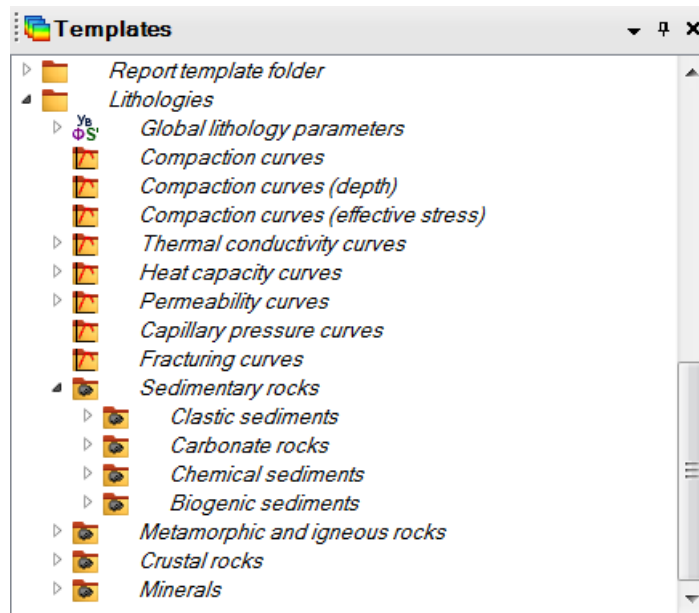 Templates
Report template folder
Lithologies
Global lithology parameters
Compaction curves
Compaction curves (depth)
Compaction curves (effective stress)
Thermal conductivity curves
Heat capacity curves
Permeability curves
Capillary pressure curves
Fracturing curves
Sedimentary rocks
Clastic sediments
Carbonate rocks
Chemical sediments
Biogenic sediments
Metamorphic and igneous rocks
Crustal rocks
Minerals